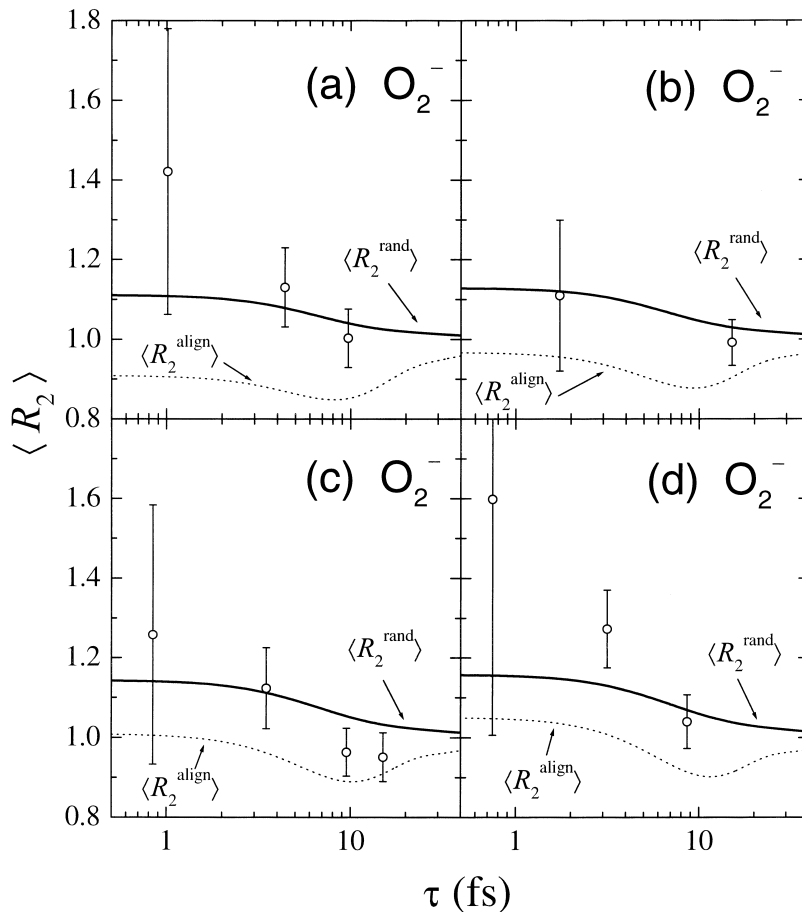 1.8
1.6
1.4
1.2
1.0
0.8
(a) O₂⁻
⟨R₂ʳᵃⁿᵈ⟩
⟨R₂ᵃˡⁱᵍⁿ⟩
(b) O₂⁻
⟨R₂ʳᵃⁿᵈ⟩
⟨R₂ᵃˡⁱᵍⁿ⟩
⟨R₂⟩
1.6
1.4
1.2
1.0
0.8
(c) O₂⁻
⟨R₂ʳᵃⁿᵈ⟩
⟨R₂ᵃˡⁱᵍⁿ⟩
(d) O₂⁻
⟨R₂ʳᵃⁿᵈ⟩
⟨R₂ᵃˡⁱᵍⁿ⟩
1 10 1 10
τ (fs)